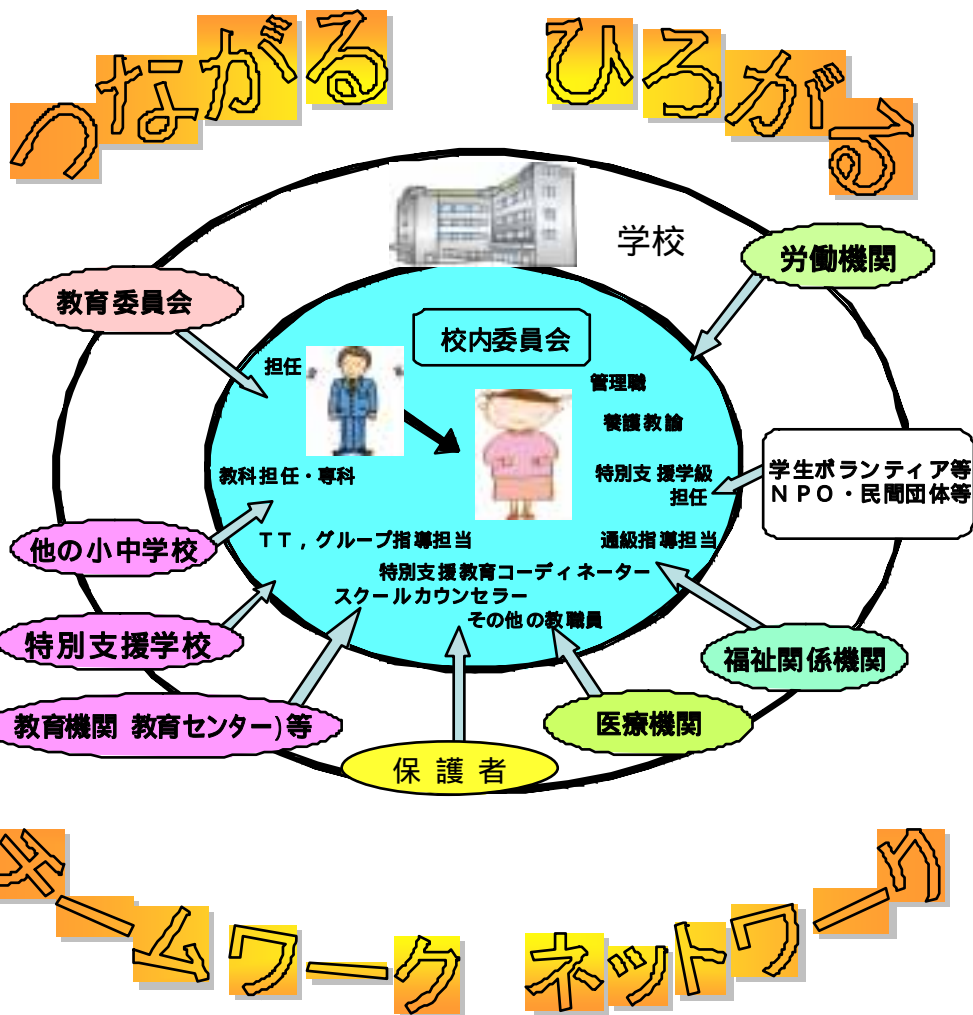 つながる ひろがる
学校
労働機関
教育委員会
校内委員会
担任
管理職
養護教諭
教科担任・専科
特別支援学級
担任
学生ボランティア等
NPO・民間団体等
他の小中学校
TT,グループ指導担当
通級指導担当
特別支援教育コーディネーター
スクールカウンセラー
その他の教職員
特別支援学校
福祉関係機関
教育機関 教育センター)等
医療機関
保護者
チームワーク ネットワーク